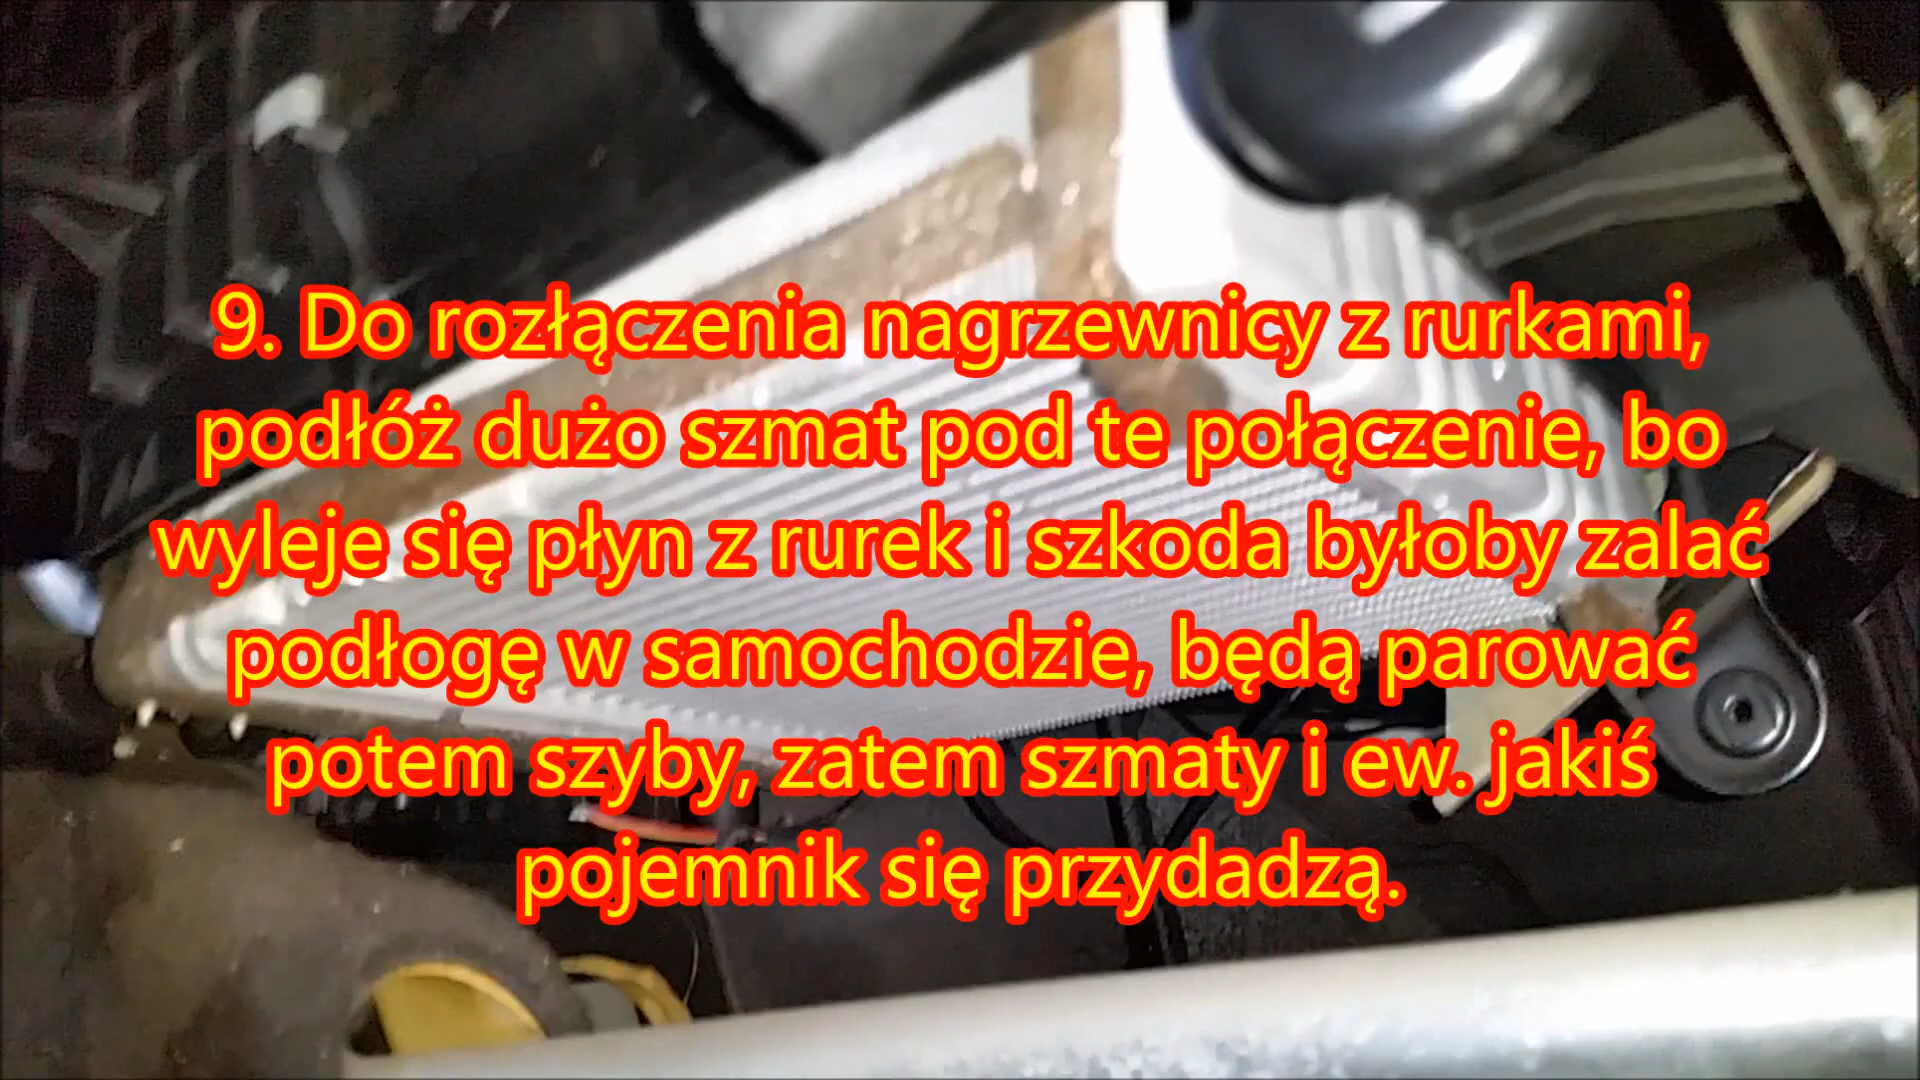 9. Do rozłączenia nagrzewnicy z rurkami,
podłóż dużo szmat pod te połączenie, bo
wyleje się płyn z rurek i szkoda byłoby zalać
podłogę w samochodzie, będą parować
potem szyby, zatem szmaty i ew. jakiś
pojemnik się przydadzą.